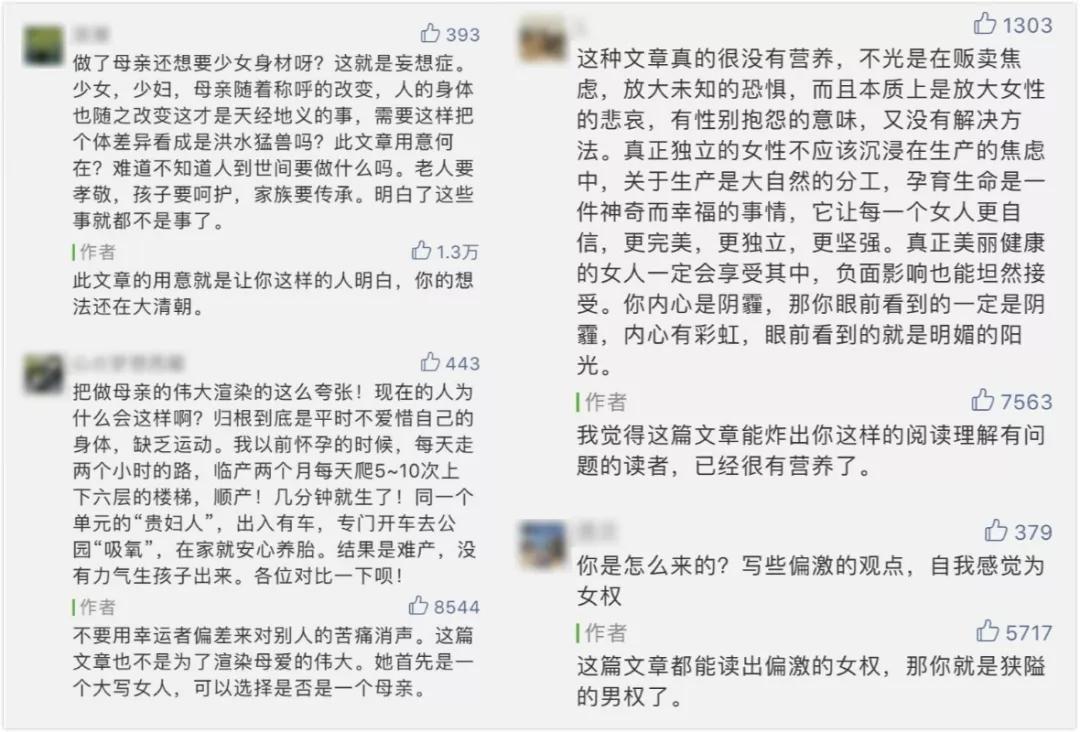 393
做了母亲还想要少女身材呀？这就是妄想症。
少女，少妇，母亲随着称呼的改变，人的身体
也随之改变这才是天经地义的事，需要这样把
个体差异看成是洪水猛兽吗？此文章用意何
在？难道不知道人到世间要做什么吗。老人要
孝敬，孩子要呵护，家族要传承。明白了这些
事就都不是事了。
作者 1.3万
此文章的用意就是让你这样的人明白，你的想
法还在大清朝。
443
把做母亲的伟大渲染的这么夸张！现在的人为
什么会这样啊？归根到底是平时不爱惜自己的
身体，缺乏运动。我以前怀孕的时候，每天走
两个小时的路，临产两个月每天爬5~10次上
下六层的楼梯，顺产！几分钟就生了！同一个
单元的“贵妇人”，出入有车，专门开车去公
园“吸氧”，在家就安心养胎。结果是难产，没
有力气生孩子出来。各位对比一下呗！
作者 8544
不要用幸运者偏差来对别人的苦痛消声。这篇
文章也不是为了渲染母爱的伟大。她首先是一
个大写女人，可以选择是否是一个母亲。
1303
这种文章真的很没有营养，不光是在贩卖焦
虑，放大未知的恐惧，而且本质上是放大女性
的悲哀，有性别抱怨的意味，又没有解决方
法。真正独立的女性不应该沉浸在生产的焦虑
中，关于生产是大自然的分工，孕育生命是一
件神奇而幸福的事情，它让每一个女人更自
信，更完美，更独立，更坚强。真正美丽健康
的女人一定会享受其中，负面影响也能坦然接
受。你内心是阴霾，那你眼前看到的一定是阴
霾，内心有彩虹，眼前看到的就是明媚的阳
光。
作者 7563
我觉得这篇文章能炸出你这样的阅读理解有问
题的读者，已经很有营养了。
379
你是怎么来的？写些偏激的观点，自我感觉为
女权
作者 5717
这篇文章都能读出偏激的女权，那你就是狭隘
的男权了。